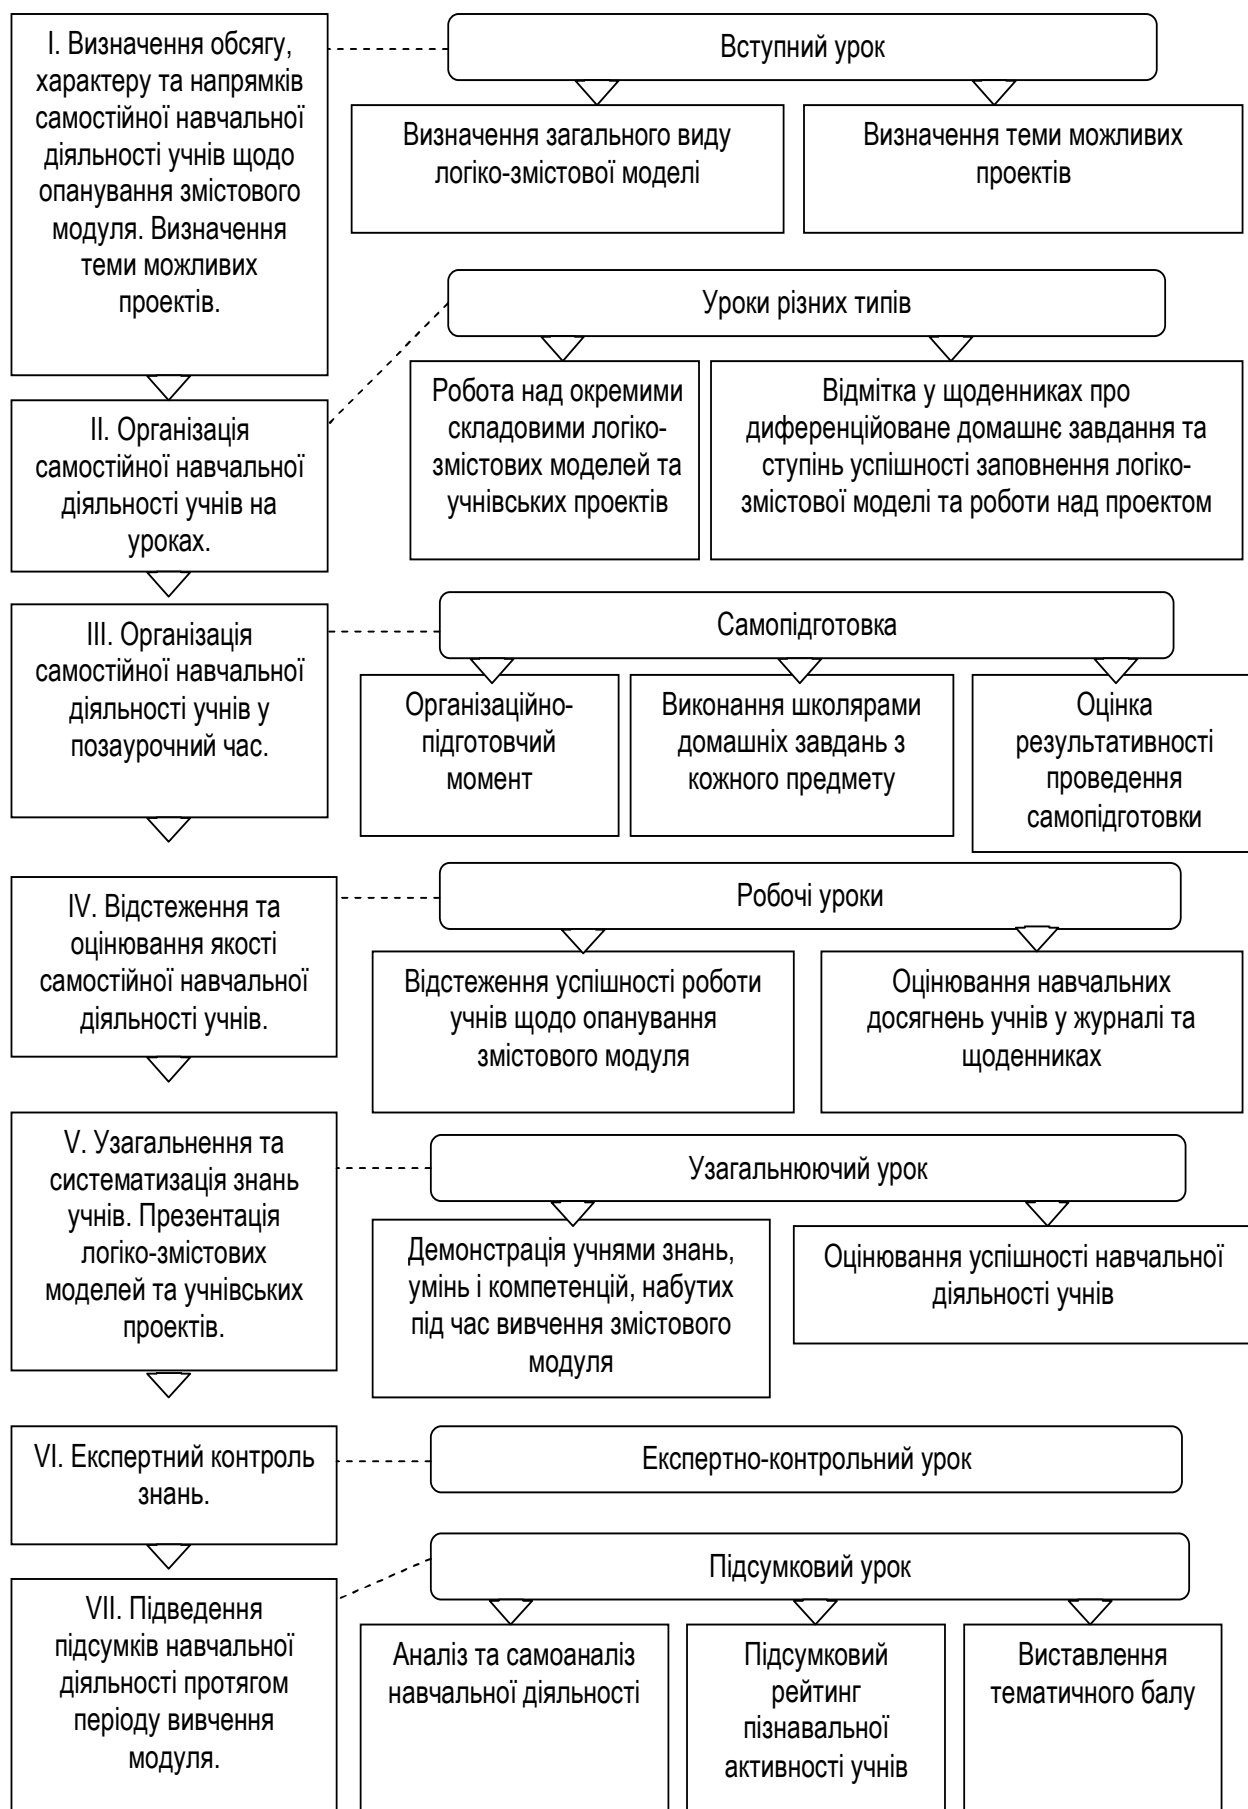 I. Визначення обсягу,
характеру та напрямків
самостійної навчальної
діяльності учнів щодо
опанування змістового
модуля. Визначення
теми можливих
проектів.
Вступний урок
Визначення загального виду
логіко-змістової моделі
Визначення теми можливих
проектів
II. Організація
самостійної навчальної
діяльності учнів на
уроках.
Уроки різних типів
Робота над окремими
складовими логіко-
змістових моделей та
учнівських проектів
Відмітка у щоденниках про
диференційоване домашнє завдання та
ступінь успішності заповнення логіко-
змістової моделі та роботи над проектом
III. Організація
самостійної навчальної
діяльності учнів у
позаурочний час.
Самопідготовка
Організаційно-
підготовчий
момент
Виконання школярами
домашніх завдань з
кожного предмету
Оцінка
результативності
проведення
самопідготовки
IV. Відстеження та
оцінювання якості
самостійної навчальної
діяльності учнів.
Робочі уроки
Відстеження успішності роботи
учнів щодо опанування
змістового модуля
Оцінювання навчальних
досягнень учнів у журналі та
щоденниках
V. Узагальнення та
систематизація знань
учнів. Презентація
логіко-змістових
моделей та учнівських
проектів.
Узагальнюючий урок
Демонстрація учнями знань,
умінь і компетенцій, набутих
під час вивчення змістового
модуля
Оцінювання успішності навчальної
діяльності учнів
VI. Експертний контроль
знань.
Експертно-контрольний урок
VII. Підведення
підсумків навчальної
діяльності протягом
періоду вивчення
модуля.
Підсумковий урок
Аналіз та самоаналіз
навчальної діяльності
Підсумковий
рейтинг
пізнавальної
активності учнів
Виставлення
тематичного балу